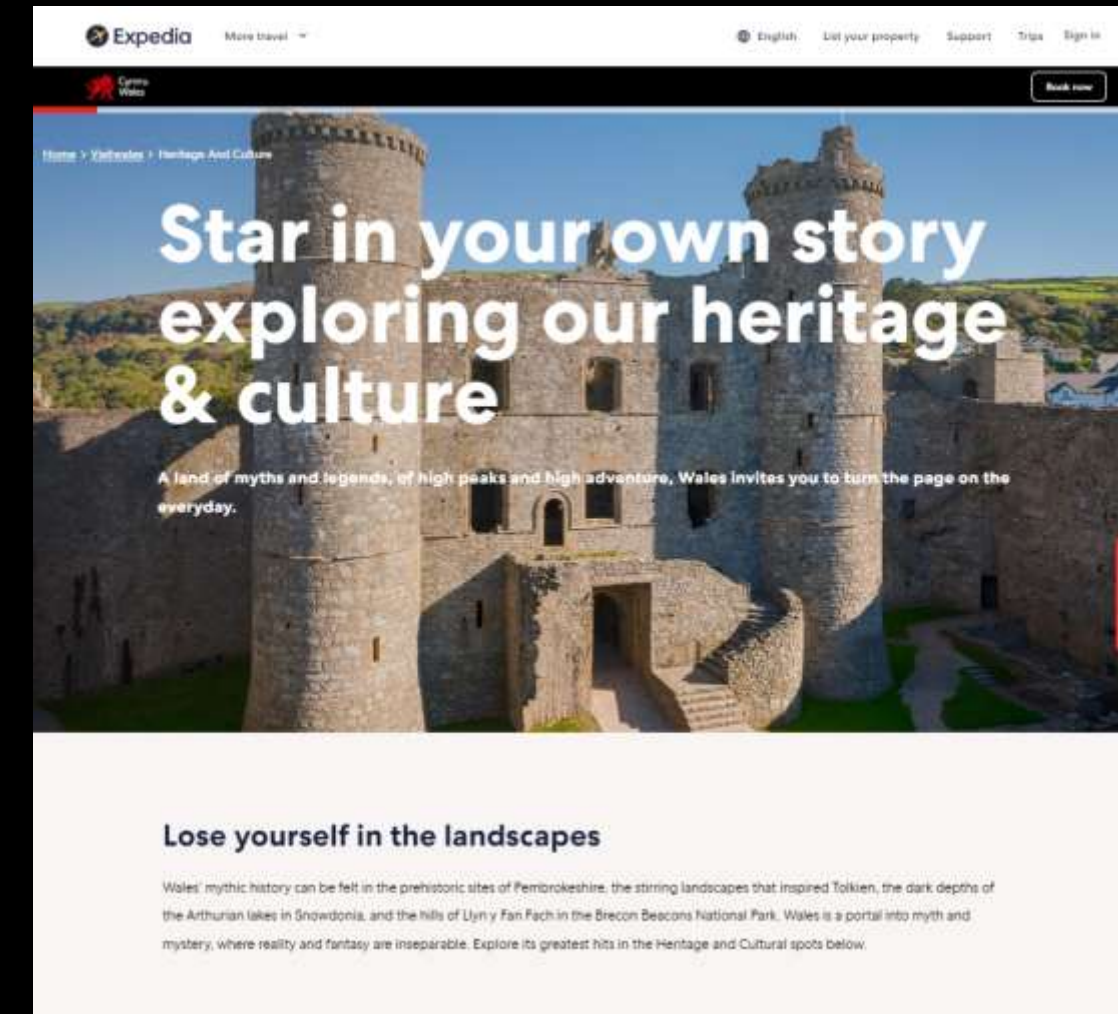 Expedia More travel English List your property Support Trips Sign in
Cymru
Wales
Book now
Home > Visitwales > Heritage And Culture
Star in your own story
exploring our heritage
& culture
A land of myths and legends, of high peaks and high adventure, Wales invites you to turn the page on the
everyday.
Lose yourself in the landscapes
Wales' mythic history can be felt in the prehistoric sites of Pembrokeshire, the stirring landscapes that inspired Tolkien, the dark depths of
the Arthurian lakes in Snowdonia, and the hills of Llyn y Fan Fach in the Brecon Beacons National Park. Wales is a portal into myth and
mystery, where reality and fantasy are inseparable. Explore its greatest hits in the Heritage and Cultural spots below.